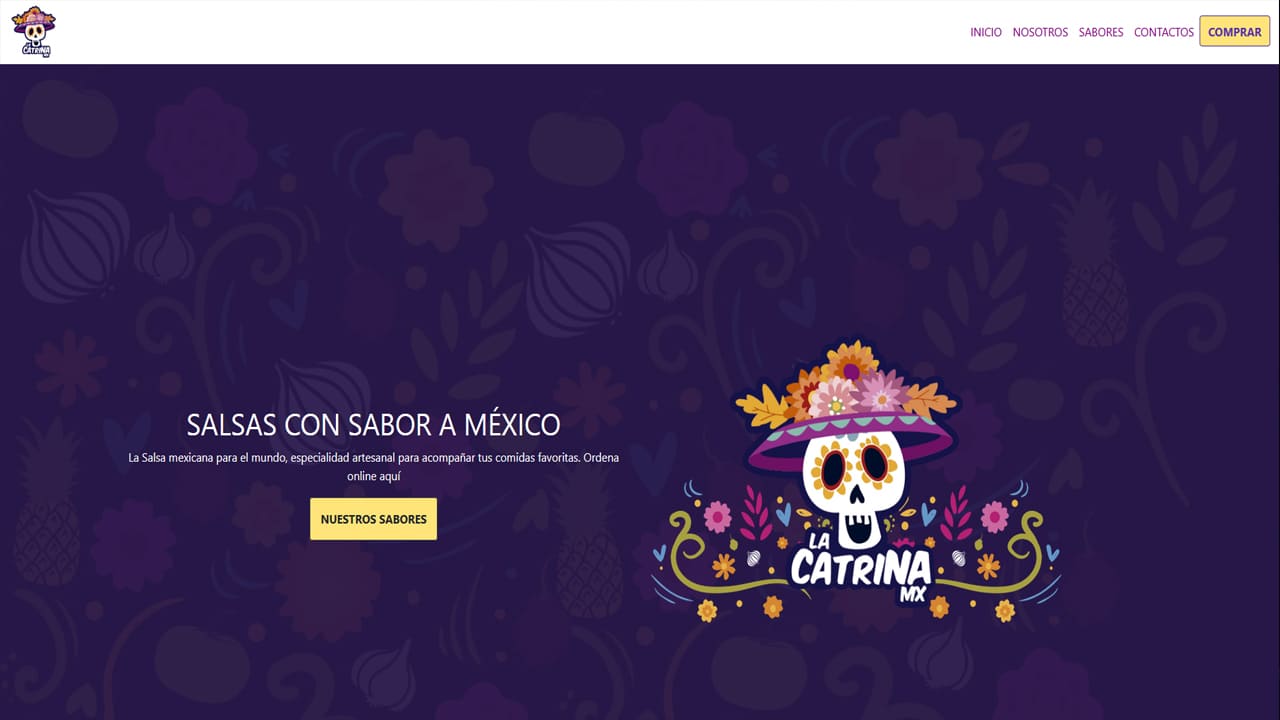 CATRINA
INICIO NOSOTROS SABORES CONTACTOS COMPRAR
SALSAS CON SABOR A MÉXICO
La Salsa mexicana para el mundo, especialidad artesanal para acompañar tus comidas favoritas. Ordena
online aquí
NUESTROS SABORES
LA
CATRINA
MX